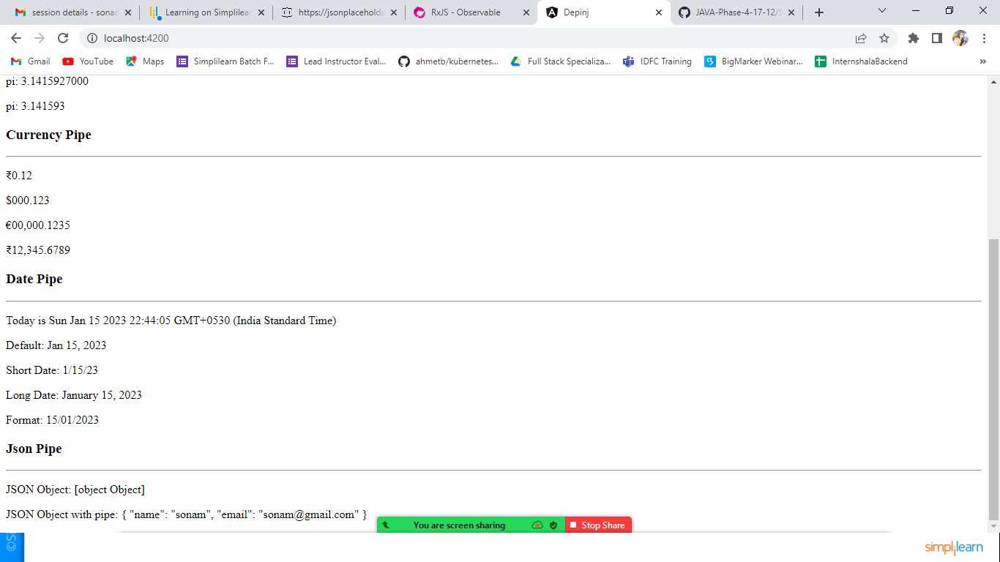 session details - sonam
Learning on Simplilear
https://jsonplaceholde
RxJS - Observable
Depinj
JAVA-Phase-4-17-12/S
localhost:4200
Gmail
YouTube
Maps
Simplilearn Batch F...
Lead Instructor Eval...
ahmetb/kubernetes...
Full Stack Specializa...
IDFC Training
BigMarker Webinar...
InternshalaBackend
»
pi: 3.1415927000
pi: 3.141593
Currency Pipe
₹0.12
$000.123
€00,000.1235
₹12,345.6789
Date Pipe
Today is Sun Jan 15 2023 22:44:05 GMT+0530 (India Standard Time)
Default: Jan 15, 2023
Short Date: 1/15/23
Long Date: January 15, 2023
Format: 15/01/2023
Json Pipe
JSON Object: [object Object]
JSON Object with pipe: { "name": "sonam", "email": "sonam@gmail.com" }
You are screen sharing
Stop Share
©S
simplilearn